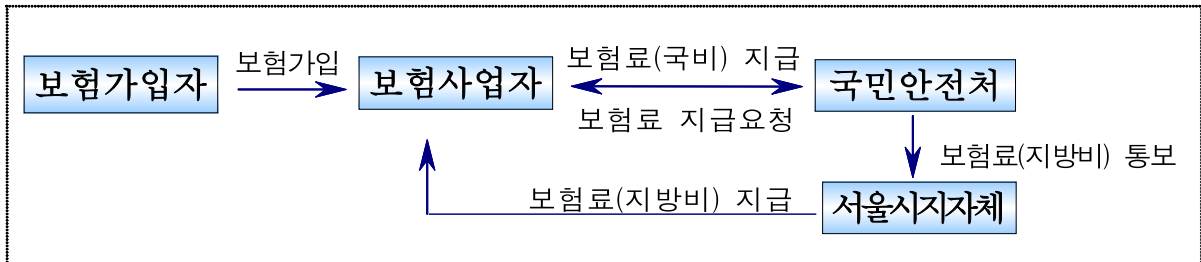 보험가입자
보험가입
보험사업자
보험료(국비) 지급
보험료 지급요청
국민안전처
보험료(지방비) 통보
보험료(지방비) 지급
서울시지자체